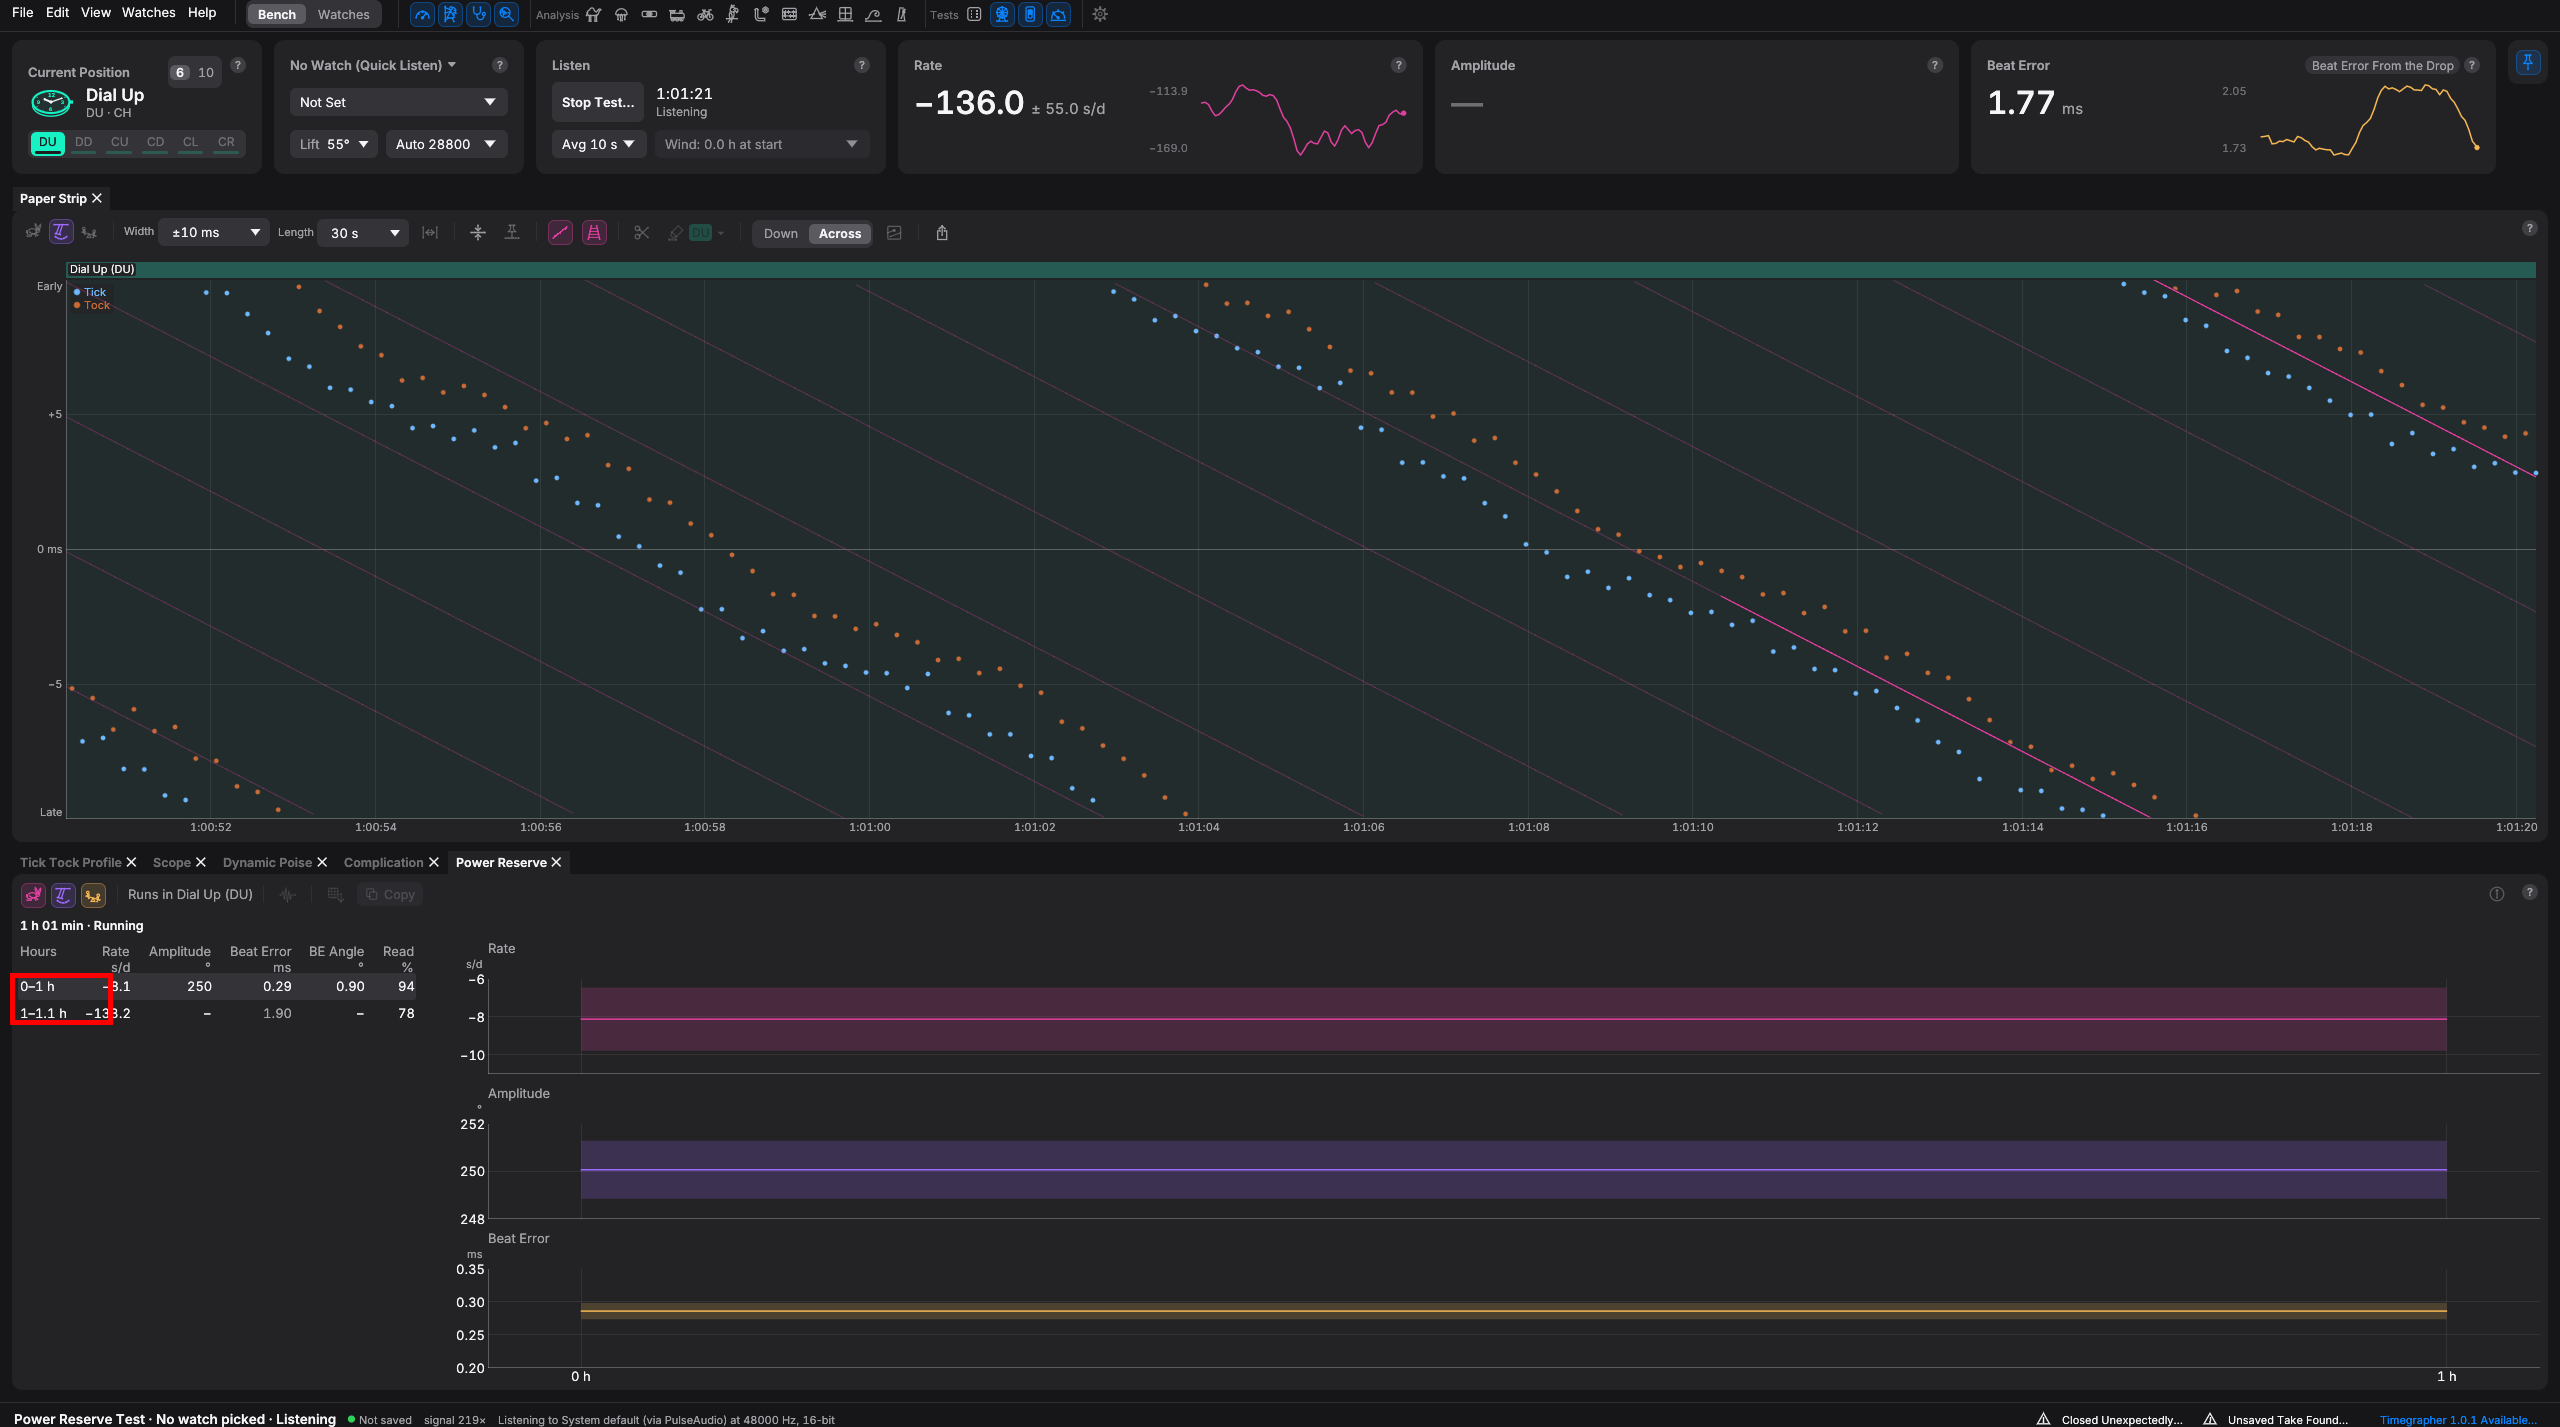 File Edit View Watches Help Bench Watches Analysis Tests
Current Position 6 10 ?
Dial Up
DU · CH
DU DD CU CD CL CR
No Watch (Quick Listen) ?
Not Set
Lift 55° Auto 28800
Listen ?
Stop Test... 1:01:21
Listening
Avg 10 s Wind: 0.0 h at start
Rate ?
−136.0 ± 55.0 s/d
−113.9
−169.0
Amplitude ?
—
Beat Error Beat Error From the Drop ?
1.77 ms
2.05
1.73
Paper Strip
Width ±10 ms Length 30 s DU Down Across ?
Dial Up (DU)
Early
Tick
Tock
+5
0 ms
−5
Late
1:00:52 1:00:54 1:00:56 1:00:58 1:01:00 1:01:02 1:01:04 1:01:06 1:01:08 1:01:10 1:01:12 1:01:14 1:01:16 1:01:18 1:01:20
Tick Tock Profile Scope Dynamic Poise Complication Power Reserve
Runs in Dial Up (DU) Copy ?
1 h 01 min · Running
Hours Rate Amplitude Beat Error BE Angle Read
s/d ° ms ° %
0–1 h −8.1 250 0.29 0.90 94
1–1.1 h −138.2 – 1.90 – 78
Rate
s/d
−6
−8
−10
Amplitude
°
252
250
248
Beat Error
ms
0.35
0.30
0.25
0.20
0 h 1 h
Power Reserve Test · No watch picked · Listening Not saved signal 219× Listening to System default (via PulseAudio) at 48000 Hz, 16-bit Closed Unexpectedly... Unsaved Take Found... Timegrapher 1.0.1 Available...